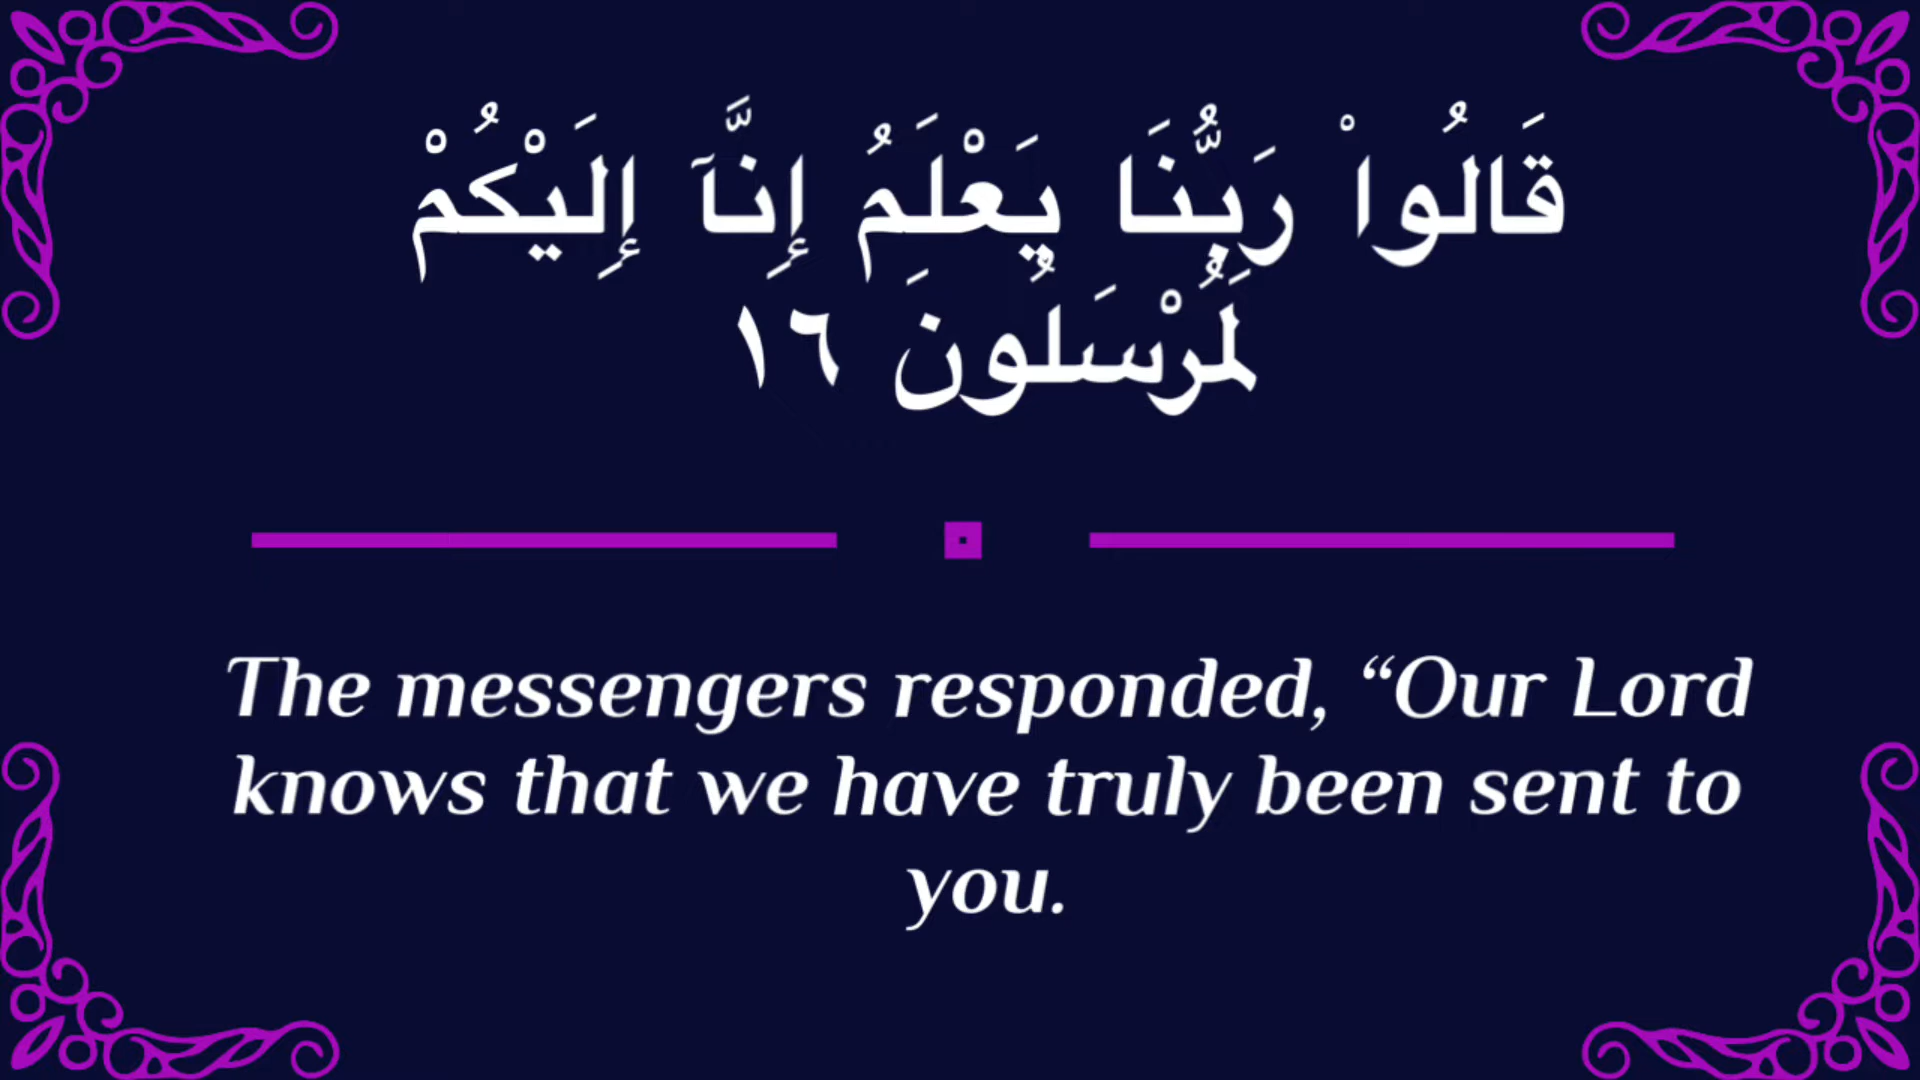 قَالُوا۟ رَبُّنَا يَعْلَمُ إِنَّآ إِلَيْكُمْ
لَمُرْسَلُونَ ١٦
The messengers responded, “Our Lord
knows that we have truly been sent to
you.